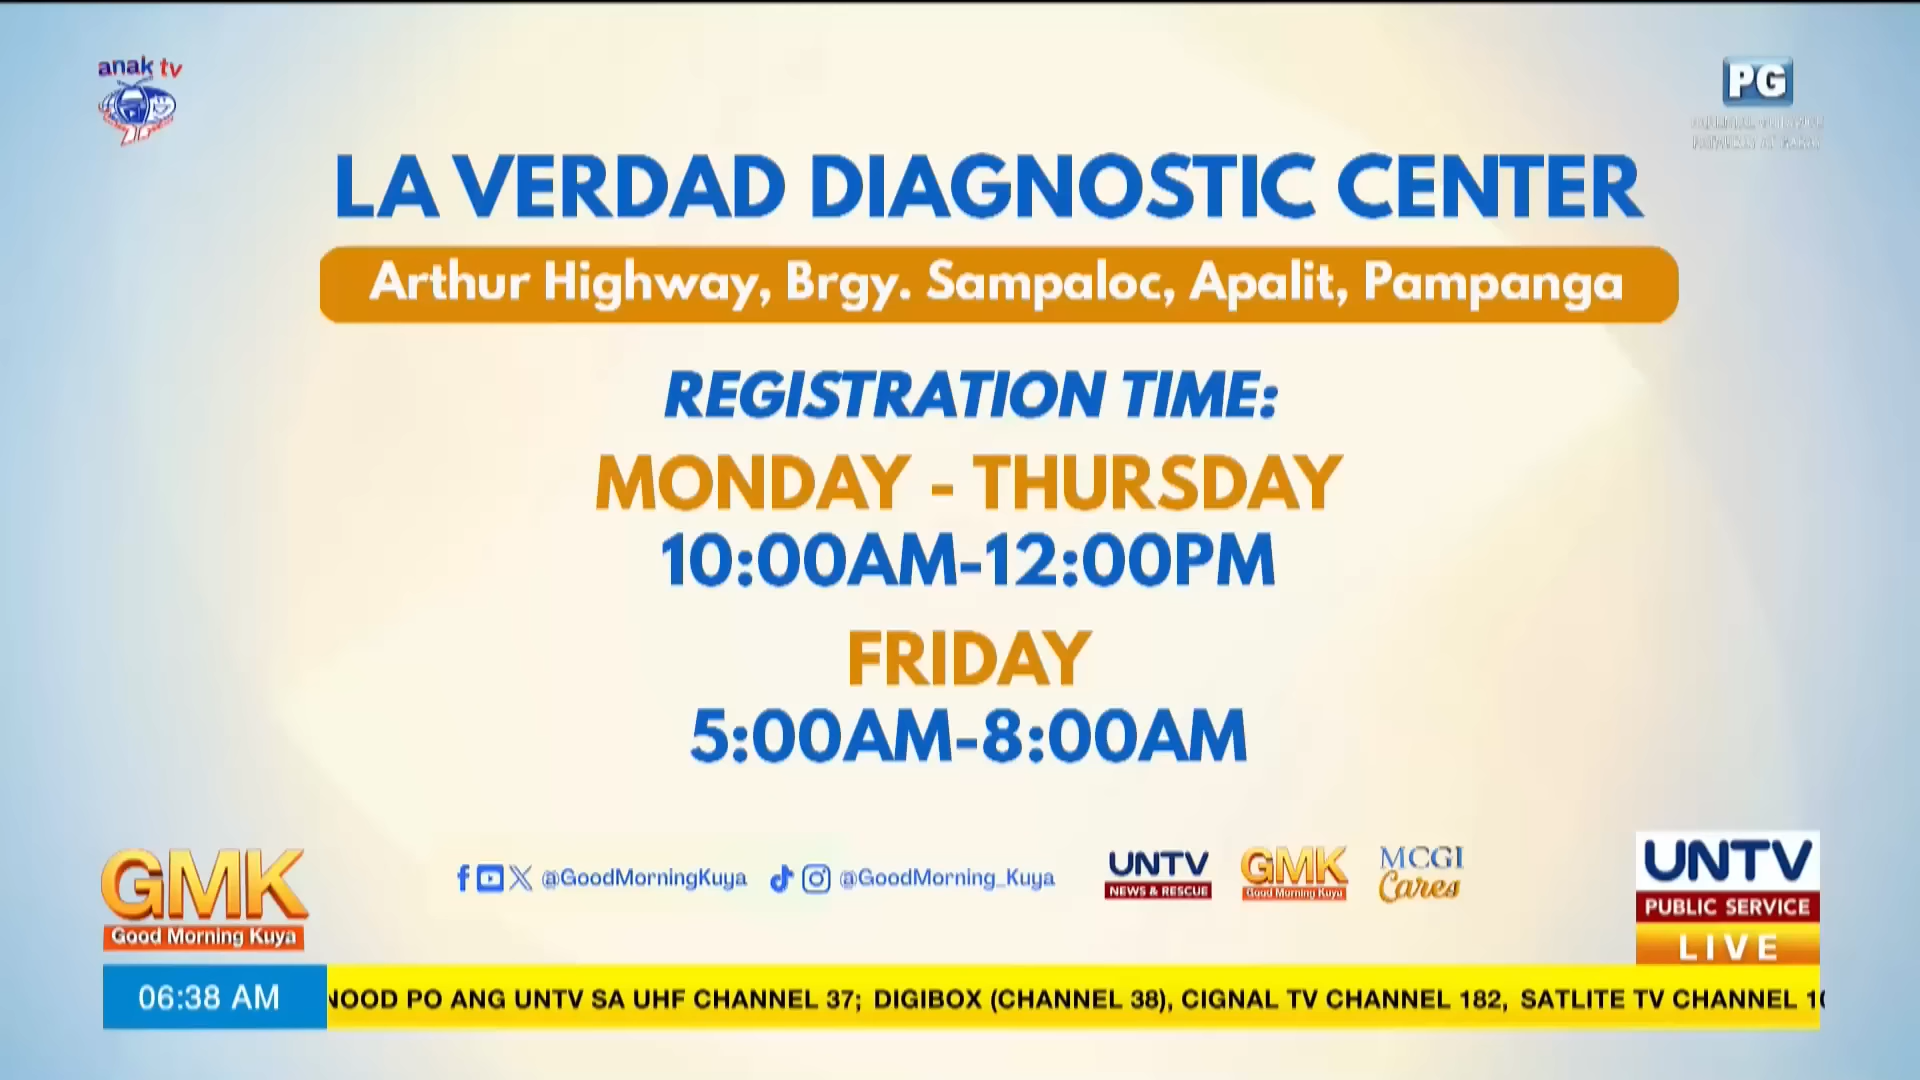 anak tv
PG
LA VERDAD DIAGNOSTIC CENTER
Arthur Highway, Brgy. Sampaloc, Apalit, Pampanga
REGISTRATION TIME:
MONDAY - THURSDAY
10:00AM-12:00PM
FRIDAY
5:00AM-8:00AM
GMK
Good Morning Kuya
@GoodMorningKuya @GoodMorning_Kuya
UNTV
NEWS & RESCUE
GMK
Good Morning Kuya
MCGI
Cares
UNTV
PUBLIC SERVICE
LIVE
06:38 AM
NOOD PO ANG UNTV SA UHF CHANNEL 37; DIGIBOX (CHANNEL 38), CIGNAL TV CHANNEL 182, SATLITE TV CHANNEL